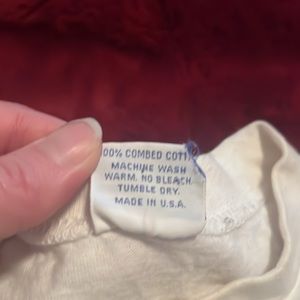 00% COMBED COTT
MACHINE WASH
WARM. NO BLEACH.
TUMBLE DRY.
MADE IN U.S.A.